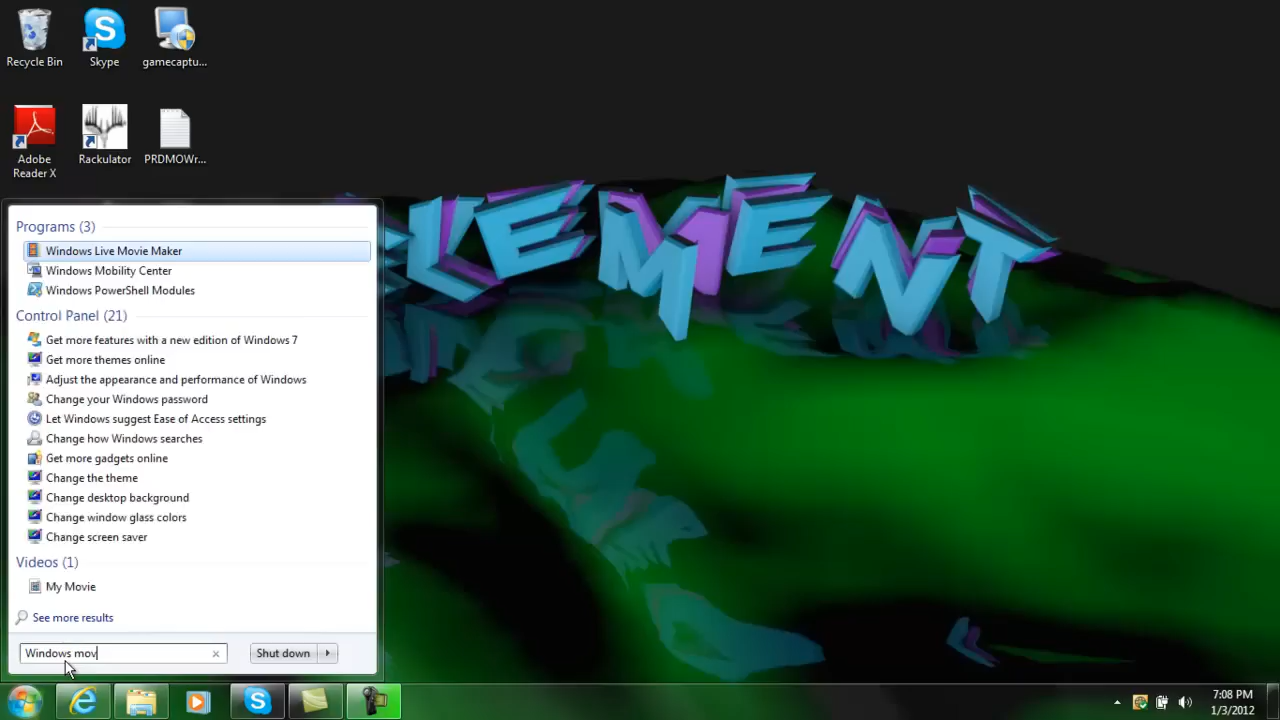 Recycle Bin
Skype
gamecaptu...
Adobe
Reader X
Rackulator
PRDMOWr...
LEMENT
Programs (3)
Windows Live Movie Maker
Windows Mobility Center
Windows PowerShell Modules
Control Panel (21)
Get more features with a new edition of Windows 7
Get more themes online
Adjust the appearance and performance of Windows
Change your Windows password
Let Windows suggest Ease of Access settings
Change how Windows searches
Get more gadgets online
Change the theme
Change desktop background
Change window glass colors
Change screen saver
Videos (1)
My Movie
See more results
Windows mov
Shut down
7:08 PM
1/3/2012